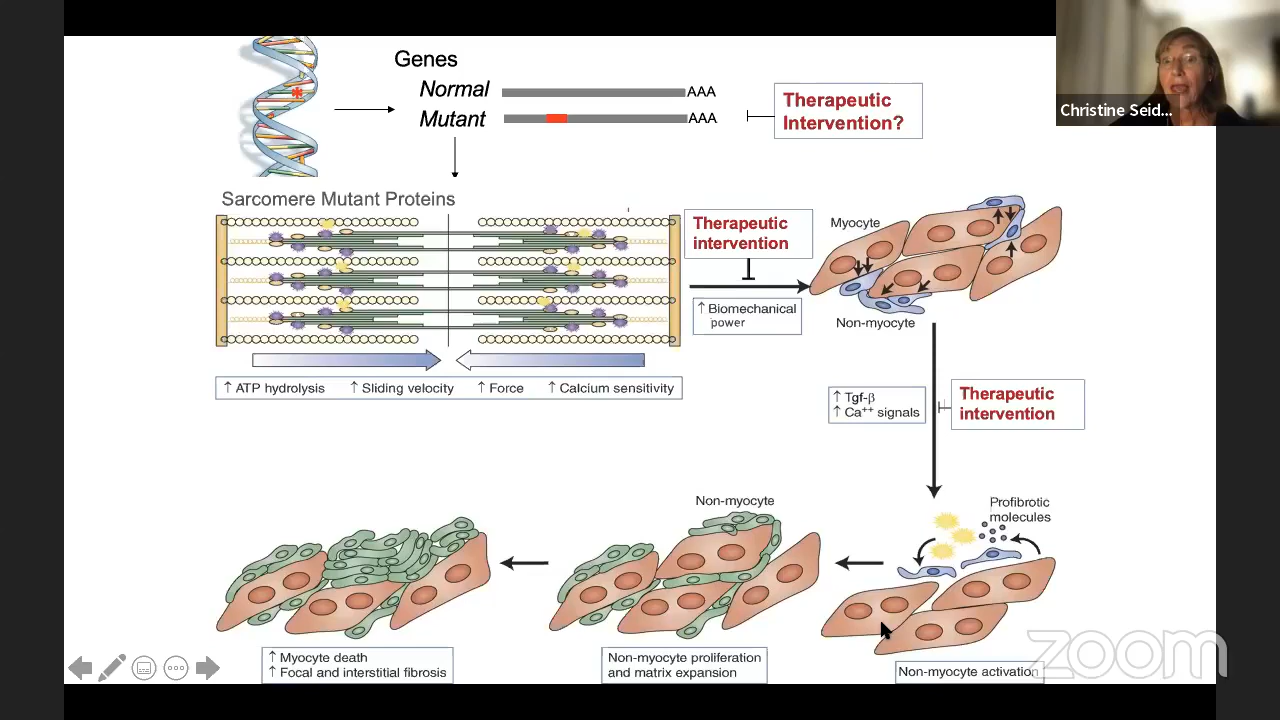 Genes
Normal AAA
Mutant AAA
Therapeutic
Intervention?
Christine Seid...
Sarcomere Mutant Proteins
Therapeutic
intervention
↑ Biomechanical
power
Myocyte
Non-myocyte
↑ ATP hydrolysis ↑ Sliding velocity ↑ Force ↑ Calcium sensitivity
↑ Tgf-β
↑ Ca++ signals
Therapeutic
intervention
Profibrotic
molecules
Non-myocyte
↑ Myocyte death
↑ Focal and interstitial fibrosis
Non-myocyte proliferation
and matrix expansion
Non-myocyte activation
zoom